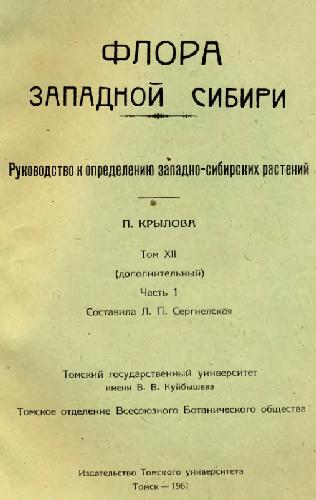 ФЛОРА
ЗАПАДНОЙ СИБИРИ
Руководство к определению западно-сибирских растений
П. КРЫЛОВА
Том XII
(дополнительный)
Часть 1
Составила Л. П. Сергиевская
Томский государственный университет
имени В. В. Куйбышева
Томское отделение Всесоюзного Ботанического общества
Издательство Томского университета
Томск—1961